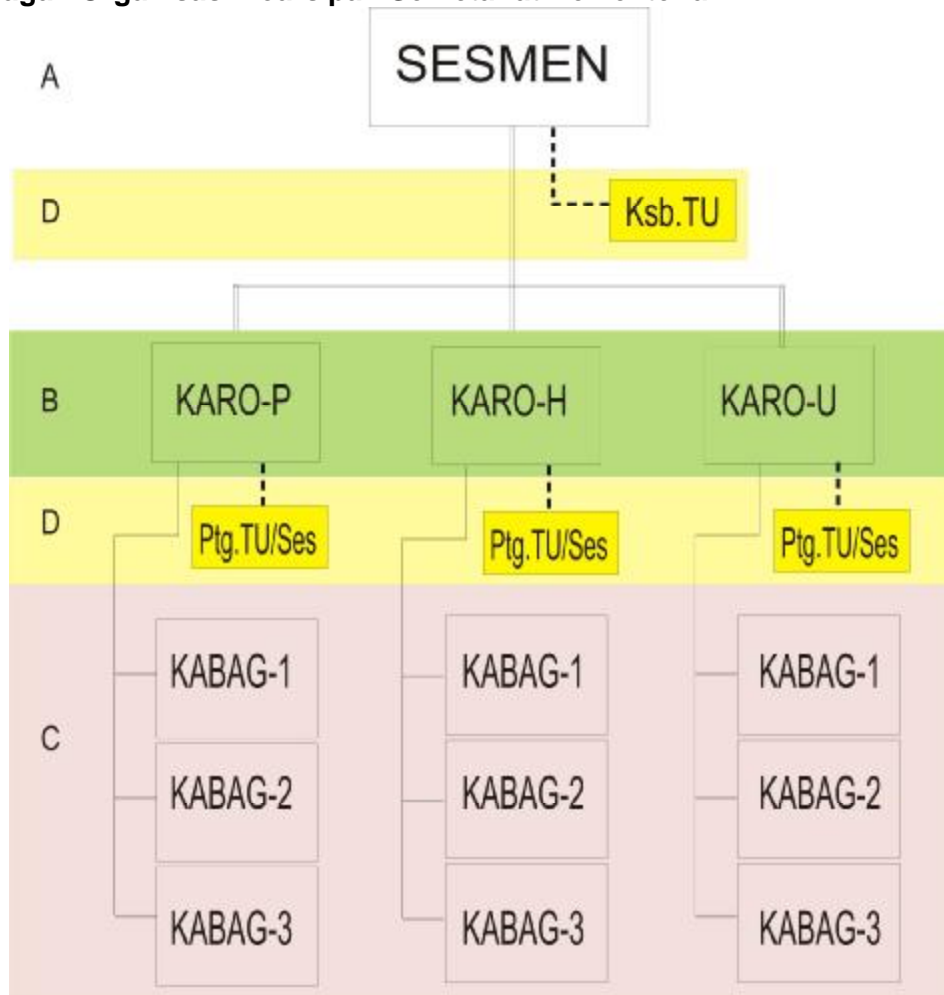 A
SESMEN
D
Ksb.TU
B
KARO-P
KARO-H
KARO-U
D
Ptg.TU/Ses
Ptg.TU/Ses
Ptg.TU/Ses
C
KABAG-1
KABAG-1
KABAG-1
KABAG-2
KABAG-2
KABAG-2
KABAG-3
KABAG-3
KABAG-3